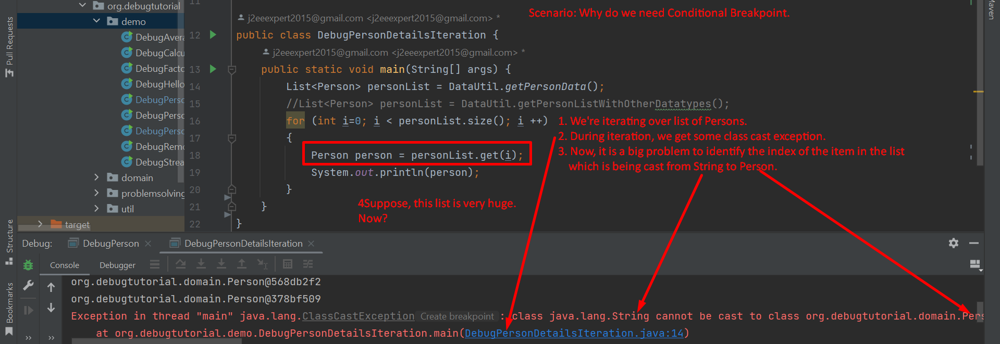 Pull Requests
Structure
Bookmarks
org.debugtutorial
demo
DebugAvera
DebugCalcu
DebugFacto
DebugHello
DebugPerso
DebugPerso
DebugPerso
DebugRemo
DebugStrea
domain
problemsolving
util
target
11
Scenario: Why do we need Conditional Breakpoint.
j2eeexpert2015@gmail.com <j2eeexpert2015@gmail.com> *
12 public class DebugPersonDetailsIteration {
j2eeexpert2015@gmail.com <j2eeexpert2015@gmail.com> *
13 public static void main(String[] args) {
14 List<Person> personList = DataUtil.getPersonData();
15 //List<Person> personList = DataUtil.getPersonListWithOtherDatatypes();
16 for (int i=0; i < personList.size(); i ++)
17 {
18 Person person = personList.get(i);
19 System.out.println(person);
20 }
21 }
22 }
1. We're iterating over list of Persons.
2. During iteration, we get some class cast exception.
3. Now, it is a big problem to identify the index of the item in the list
which is being cast from String to Person.
4Suppose, this list is very huge.
Now?
Maven
Debug: DebugPerson DebugPersonDetailsIteration
Console Debugger
org.debugtutorial.domain.Person@568db2f2
org.debugtutorial.domain.Person@378bf509
Exception in thread "main" java.lang.ClassCastException Create breakpoint : class java.lang.String cannot be cast to class org.debugtutorial.domain.Pers
at org.debugtutorial.demo.DebugPersonDetailsIteration.main(DebugPersonDetailsIteration.java:14)